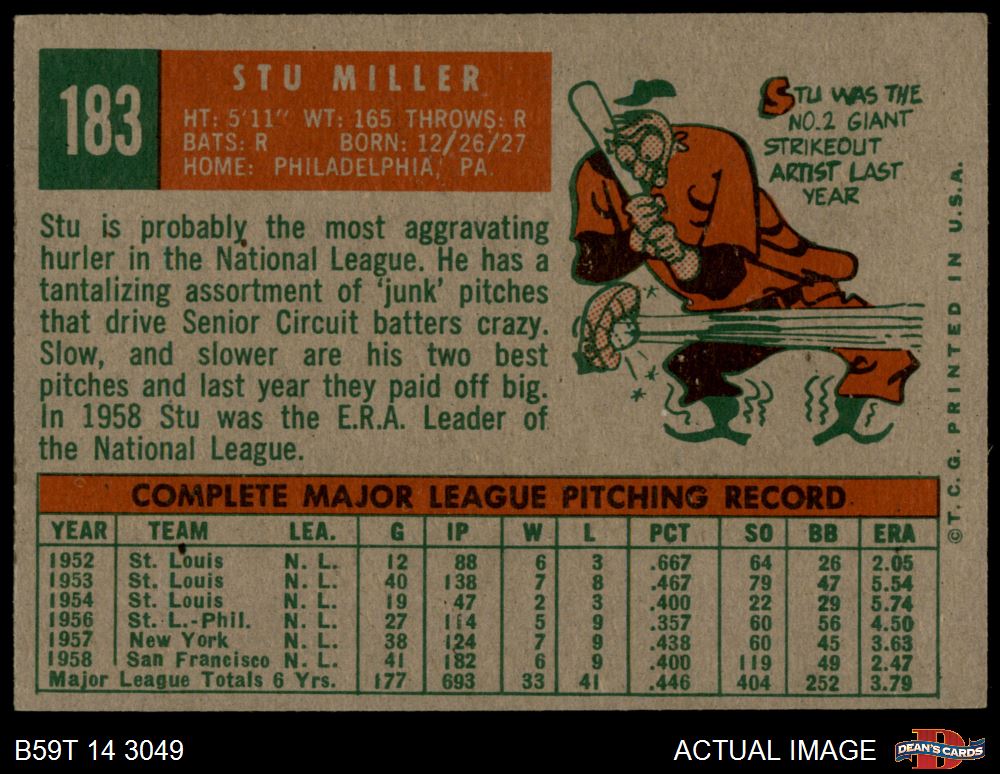 183
STU MILLER
HT: 5'11" WT: 165 THROWS: R
BATS: R BORN: 12/26/27
HOME: PHILADELPHIA, PA.
STU WAS THE
NO.2 GIANT
STRIKEOUT
ARTIST LAST
YEAR
Stu is probably the most aggravating
hurler in the National League. He has a
tantalizing assortment of 'junk' pitches
that drive Senior Circuit batters crazy.
Slow, and slower are his two best
pitches and last year they paid off big.
In 1958 Stu was the E.R.A. Leader of
the National League.
COMPLETE MAJOR LEAGUE PITCHING RECORD
YEAR TEAM LEA. G IP W L PCT SO BB ERA
1952 St. Louis N. L. 12 88 6 3 .667 64 26 2.05
1953 St. Louis N. L. 40 138 7 8 .467 79 47 5.54
1954 St. Louis N. L. 19 47 2 3 .400 22 29 5.74
1956 St. L.-Phil. N. L. 27 114 5 9 .357 60 56 4.50
1957 New York N. L. 38 124 7 9 .438 60 45 3.63
1958 San Francisco N. L. 41 182 6 9 .400 119 49 2.47
Major League Totals 6 Yrs. 177 693 33 41 .446 404 252 3.79
©T. C. G. PRINTED IN U.S.A.
B59T 14 3049
ACTUAL IMAGE
D
DEAN'S CARDS